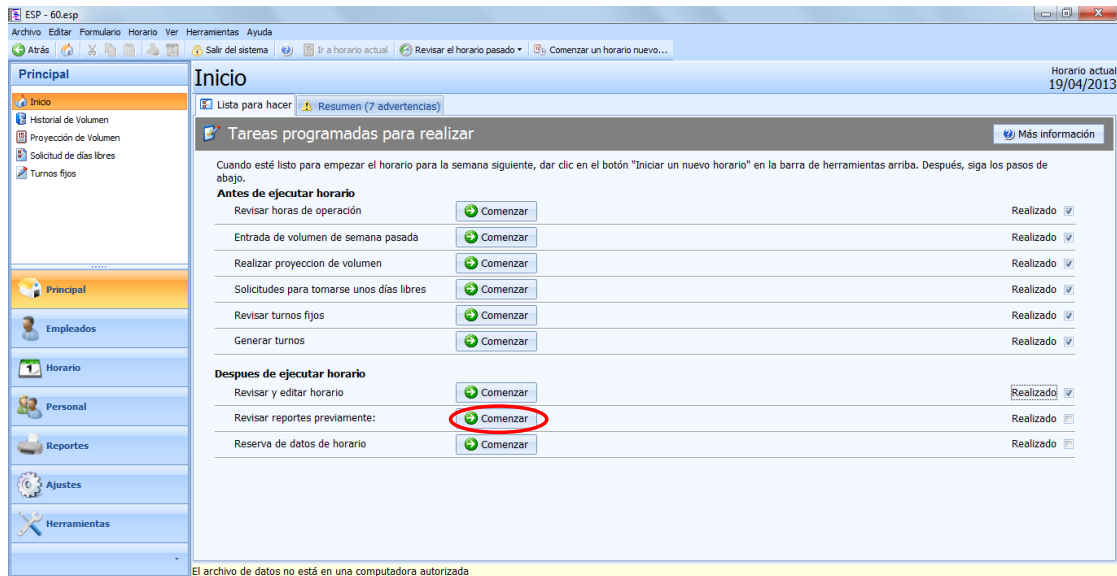 ESP - 60.esp
Archivo Editar Formulario Horario Ver Herramientas Ayuda
Atrás Salir del sistema Ir a horario actual Revisar el horario pasado Comenzar un horario nuevo...
Principal
Inicio
Historial de Volumen
Proyección de Volumen
Solicitud de días libres
Turnos fijos
Principal
Empleados
Horario
Personal
Reportes
Ajustes
Herramientas
Inicio
Horario actual
19/04/2013
Lista para hacer Resumen (7 advertencias)
Tareas programadas para realizar Más información
Cuando esté listo para empezar el horario para la semana siguiente, dar clic en el botón "Iniciar un nuevo horario" en la barra de herramientas arriba. Después, siga los pasos de
abajo.
Antes de ejecutar horario
Revisar horas de operación Comenzar Realizado
Entrada de volumen de semana pasada Comenzar Realizado
Realizar proyeccion de volumen Comenzar Realizado
Solicitudes para tomarse unos días libres Comenzar Realizado
Revisar turnos fijos Comenzar Realizado
Generar turnos Comenzar Realizado
Despues de ejecutar horario
Revisar y editar horario Comenzar Realizado
Revisar reportes previamente: Comenzar Realizado
Reserva de datos de horario Comenzar Realizado
El archivo de datos no está en una computadora autorizada